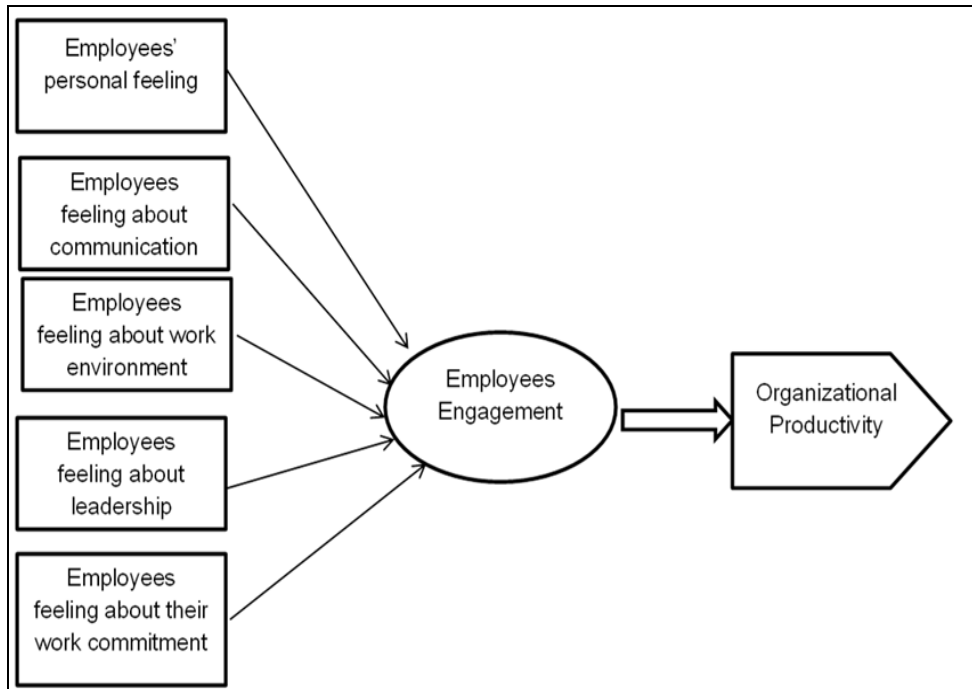 Employees'
personal feeling
Employees
feeling about
communication
Employees
feeling about work
environment
Employees
feeling about
leadership
Employees
feeling about their
work commitment
Employees
Engagement
Organizational
Productivity